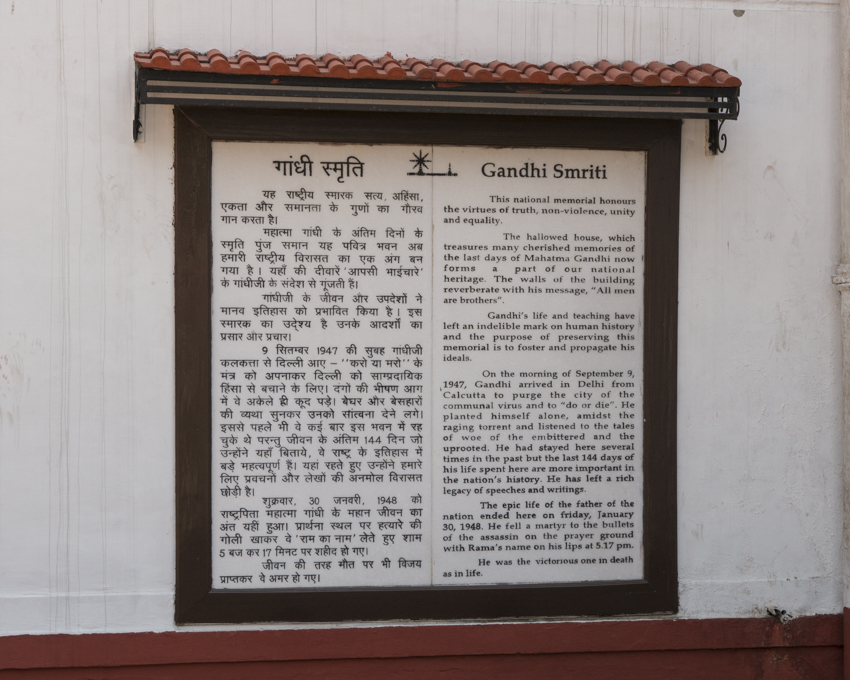 गांधी स्मृति
यह राष्ट्रीय स्मारक सत्य, अहिंसा,
एकता और समानता के गुणों का गौरव
गान करता है।
महात्मा गांधी के अंतिम दिनों के
स्मृति पुंज समान यह पवित्र भवन अब
हमारी राष्ट्रीय विरासत का एक अंग बन
गया है। यहाँ की दीवारें 'आपसी भाईचारे'
के गांधीजी के संदेश से गूंजती हैं।
गांधीजी के जीवन और उपदेशों ने
मानव इतिहास को प्रभावित किया है। इस
स्मारक का उद्देश्य है उनके आदर्शों का
प्रसार और प्रचार।
9 सितम्बर 1947 की सुबह गांधीजी
कलकत्ता से दिल्ली आए – ''करो या मरो'' के
मंत्र को अपनाकर दिल्ली को साम्प्रदायिक
हिंसा से बचाने के लिए। दंगों की भीषण आग
में वे अकेले ही कूद पड़े। बेघर और बेसहारों
की व्यथा सुनकर उनको सांत्वना देने लगे।
इससे पहले भी वे कई बार इस भवन में रह
चुके थे परन्तु जीवन के अंतिम 144 दिन जो
उन्होंने यहाँ बिताये, वे राष्ट्र के इतिहास में
बड़े महत्वपूर्ण हैं। यहां रहते हुए उन्होंने हमारे
लिए प्रवचनों और लेखों की अनमोल विरासत
छोड़ी है।
शुक्रवार, 30 जनवरी, 1948 को
राष्ट्रपिता महात्मा गांधी के महान जीवन का
अंत यहीं हुआ। प्रार्थना स्थल पर हत्यारे की
गोली खाकर वे 'राम का नाम' लेते हुए शाम
5 बज कर 17 मिनट पर शहीद हो गए।
जीवन की तरह मौत पर भी विजय
प्राप्तकर वे अमर हो गए।
Gandhi Smriti
This national memorial honours
the virtues of truth, non-violence, unity
and equality.
The hallowed house, which
treasures many cherished memories of
the last days of Mahatma Gandhi now
forms a part of our national
heritage. The walls of the building
reverberate with his message, "All men
are brothers".
Gandhi's life and teaching have
left an indelible mark on human history
and the purpose of preserving this
memorial is to foster and propagate his
ideals.
On the morning of September 9,
1947, Gandhi arrived in Delhi from
Calcutta to purge the city of the
communal virus and to "do or die". He
planted himself alone, amidst the
raging torrent and listened to the tales
of woe of the embittered and the
uprooted. He had stayed here several
times in the past but the last 144 days of
his life spent here are more important in
the nation's history. He has left a rich
legacy of speeches and writings.
The epic life of the father of the
nation ended here on friday, January
30, 1948. He fell a martyr to the bullets
of the assassin on the prayer ground
with Rama's name on his lips at 5.17 pm.
He was the victorious one in death
as in life.